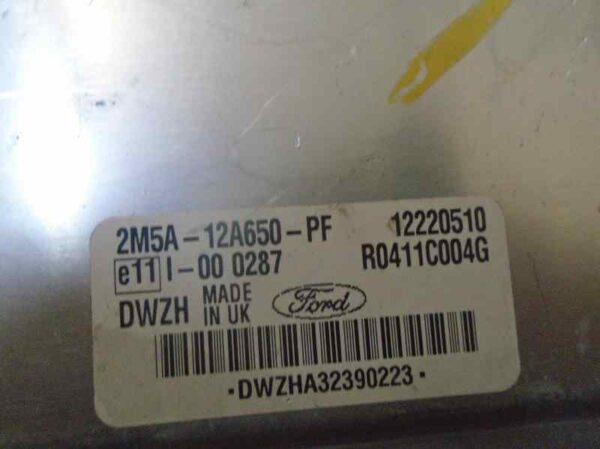 2M5A-12A650-PF 12220510
e11 I-00 0287 R0411C004G
DWZH MADE IN UK Ford
·DWZHA32390223·